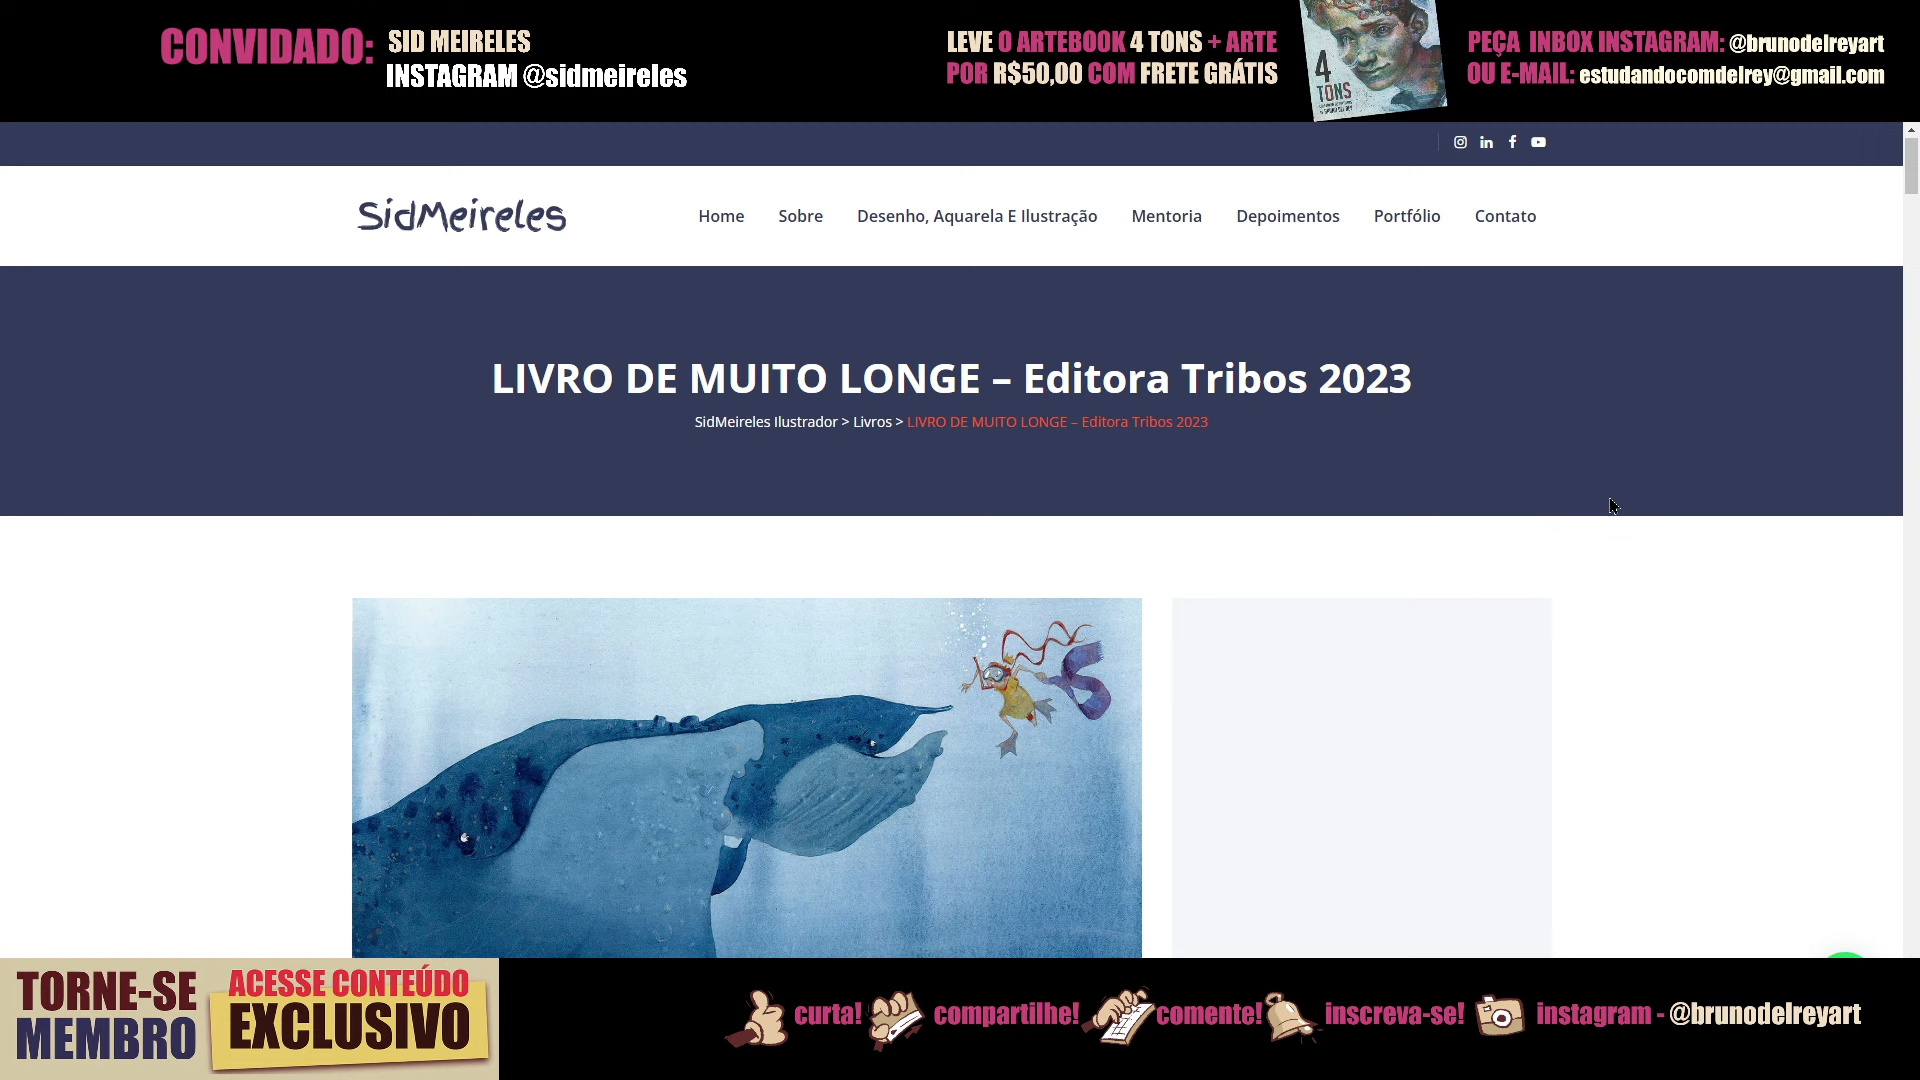 CONVIDADO:
SID MEIRELES
INSTAGRAM @sidmeireles
LEVE O ARTEBOOK 4 TONS + ARTE
POR R$50,00 COM FRETE GRÁTIS
4
TONS
PEÇA INBOX INSTAGRAM: @brunodelreyart
OU E-MAIL: estudandocomdelrey@gmail.com
SidMeireles
Home Sobre Desenho, Aquarela E Ilustração Mentoria Depoimentos Portfólio Contato
LIVRO DE MUITO LONGE – Editora Tribos 2023
SidMeireles Ilustrador > Livros > LIVRO DE MUITO LONGE – Editora Tribos 2023
TORNE-SE
MEMBRO
ACESSE CONTEÚDO
EXCLUSIVO
curta! compartilhe! comente! inscreva-se! instagram - @brunodelreyart